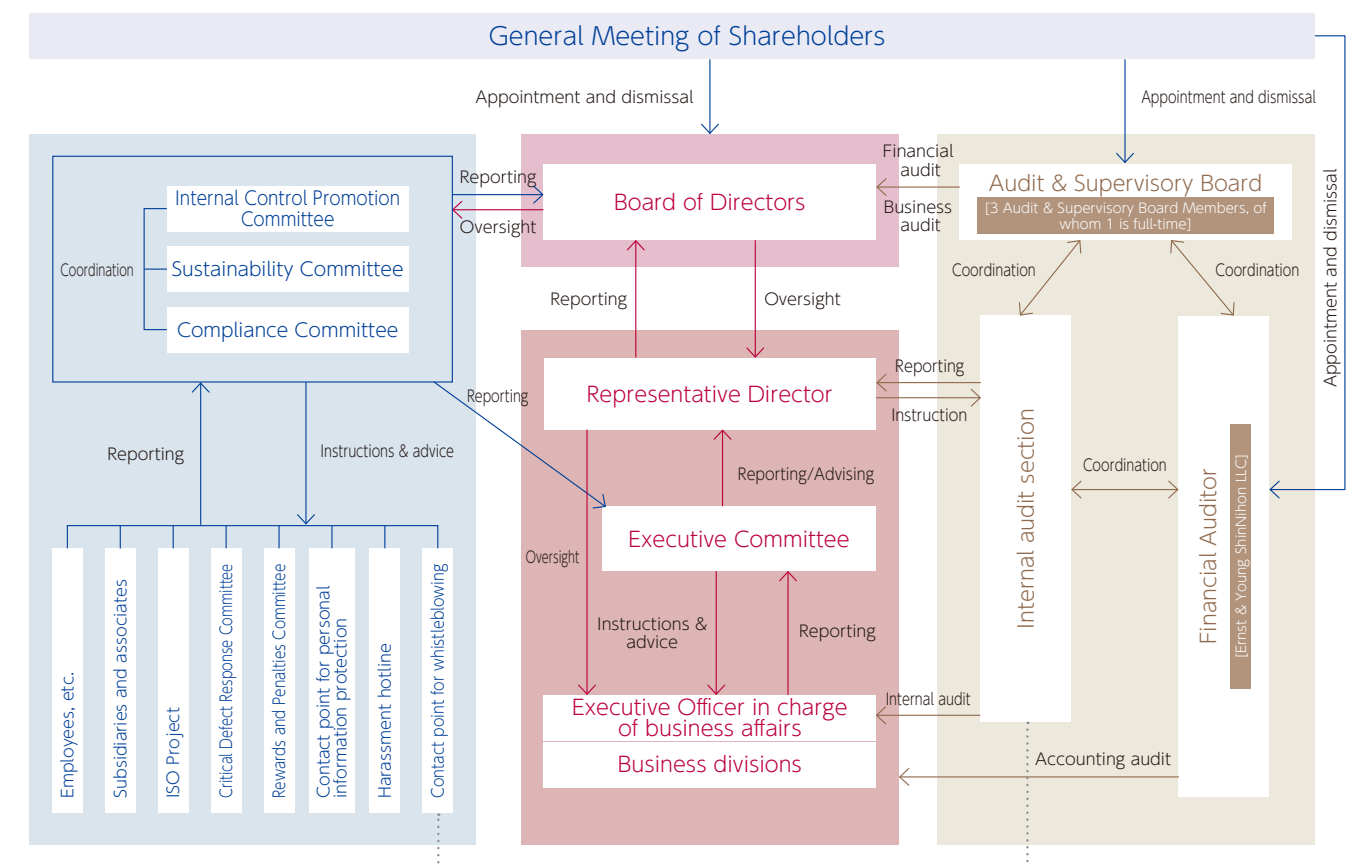 General Meeting of Shareholders
Appointment and dismissal
Appointment and dismissal
Appointment and dismissal
Internal Control Promotion
Committee
Sustainability Committee
Compliance Committee
Coordination
Reporting
Oversight
Board of Directors
Financial
audit
Business
audit
Audit & Supervisory Board
[3 Audit & Supervisory Board Members, of
whom 1 is full-time]
Coordination
Coordination
Reporting
Oversight
Reporting
Representative Director
Reporting
Instruction
Reporting
Instructions & advice
Reporting/Advising
Coordination
Internal audit section
Financial Auditor
[Ernst & Young ShinNihon LLC]
Executive Committee
Oversight
Instructions &
advice
Reporting
Employees, etc.
Subsidiaries and associates
ISO Project
Critical Defect Response Committee
Rewards and Penalties Committee
Contact point for personal
information protection
Harassment hotline
Contact point for whistleblowing
Executive Officer in charge
of business affairs
Business divisions
Internal audit
Accounting audit